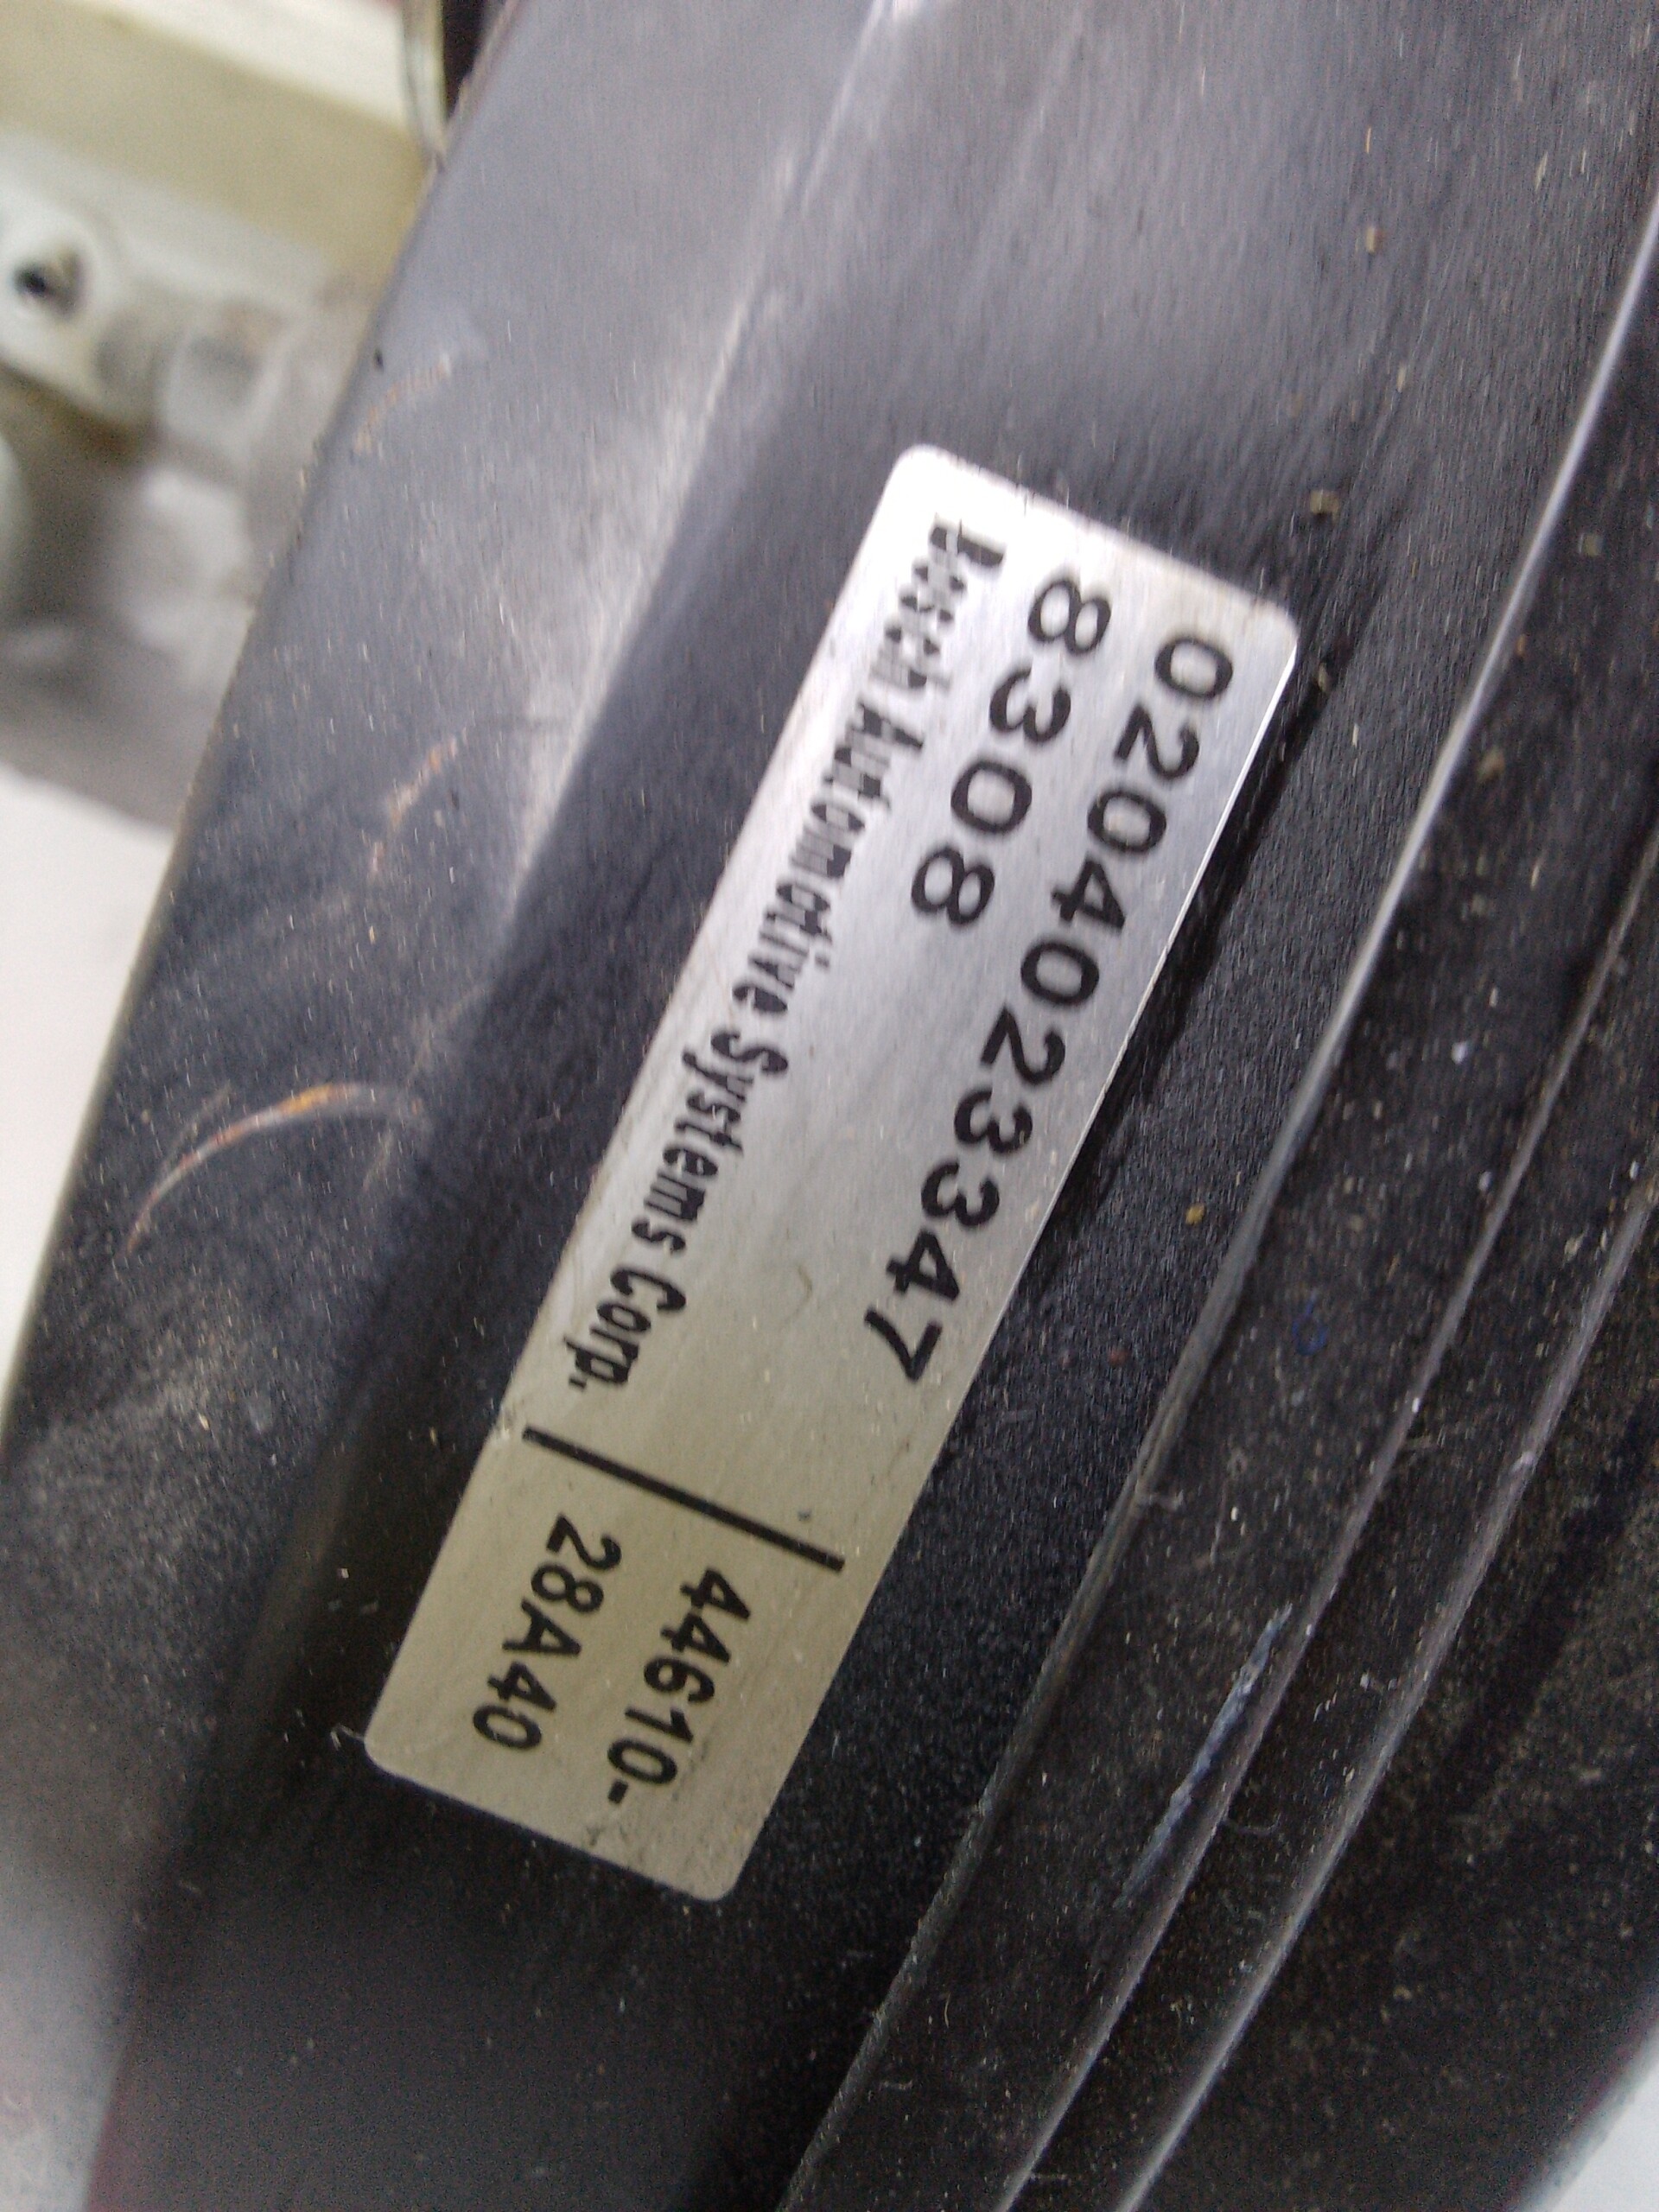 0204023347
8308
Bosch Automotive Systems Corp.
44610-
28A40